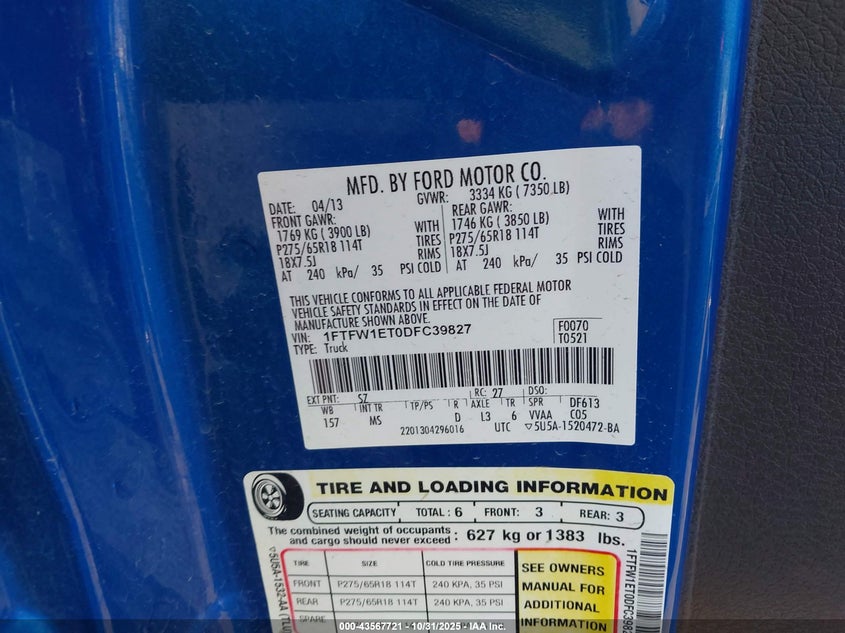 MFD. BY FORD MOTOR CO.
DATE: 04/13 GVWR: 3334 KG ( 7350 LB)
FRONT GAWR: REAR GAWR:
1769 KG ( 3900 LB) WITH 1746 KG ( 3850 LB) WITH
P275/65R18 114T TIRES P275/65R18 114T TIRES
18X7.5J RIMS 18X7.5J RIMS
AT 240 kPa/ 35 PSI COLD AT 240 kPa/ 35 PSI COLD
THIS VEHICLE CONFORMS TO ALL APPLICABLE FEDERAL MOTOR
VEHICLE SAFETY STANDARDS IN EFFECT ON THE DATE OF
MANUFACTURE SHOWN ABOVE.
VIN: 1FTFW1ET0DFC39827 F0070
TYPE: Truck T0521
EXT PNT: SZ RC: 27 DSO:
WB INT TR TP/PS R AXLE TR SPR DF613
157 MS D L3 6 VVAA C05
2201304296016 UTC ▽5U5A-1520472-BA
TIRE AND LOADING INFORMATION
SEATING CAPACITY TOTAL : 6 FRONT: 3 REAR: 3
The combined weight of occupants
and cargo should never exceed : 627 kg or 1383 lbs.
TIRE SIZE COLD TIRE PRESSURE
FRONT P275/65R18 114T 240 KPA, 35 PSI
REAR P275/65R18 114T 240 KPA, 35 PSI
SPARE
SEE OWNERS
MANUAL FOR
ADDITIONAL
INFORMATION
▽5U5A-1532-AA
1FTFW1ET0DFC3982
000-43567721 - 10/31/2025 - IAA Inc.